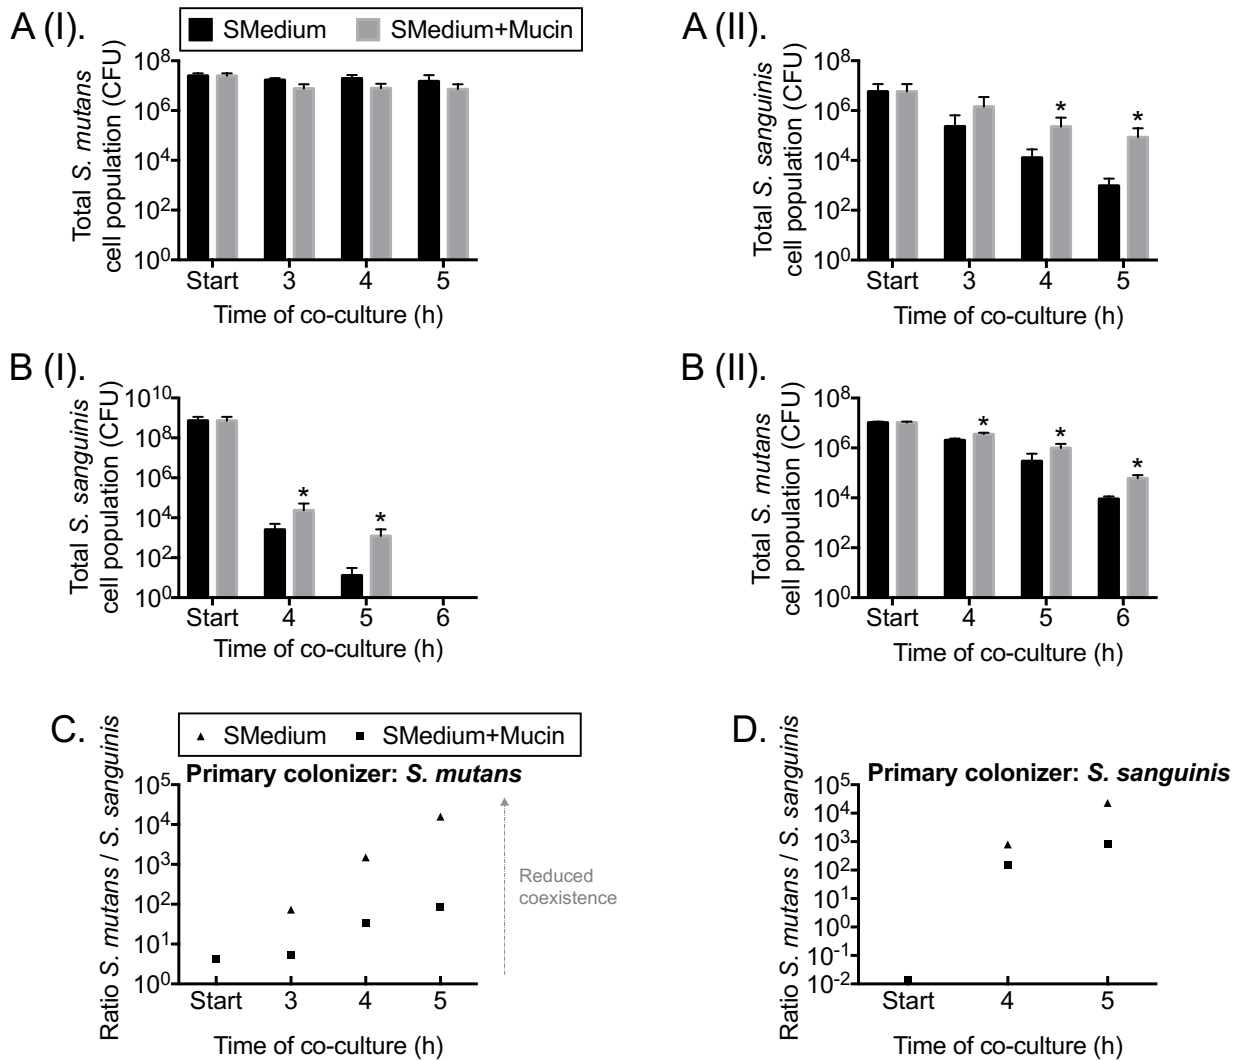 A (I).
SMedium SMedium+Mucin
Total S. mutans
cell population (CFU)
10^8
10^6
10^4
10^2
10^0
Start 3 4 5
Time of co-culture (h)
A (II).
Total S. sanguinis
cell population (CFU)
10^8
10^6
10^4
10^2
10^0
* *
Start 3 4 5
Time of co-culture (h)
B (I).
Total S. sanguinis
cell population (CFU)
10^10
10^8
10^6
10^4
10^2
10^0
* *
Start 4 5 6
Time of co-culture (h)
B (II).
Total S. mutans
cell population (CFU)
10^8
10^6
10^4
10^2
10^0
* * *
Start 4 5 6
Time of co-culture (h)
C.
SMedium SMedium+Mucin
Primary colonizer: S. mutans
Ratio S. mutans / S. sanguinis
10^5
10^4
10^3
10^2
10^1
10^0
Reduced
coexistence
Start 3 4 5
Time of co-culture (h)
D.
Primary colonizer: S. sanguinis
Ratio S. mutans / S. sanguinis
10^5
10^4
10^3
10^2
10^1
10^0
10^-1
10^-2
Start 4 5
Time of co-culture (h)